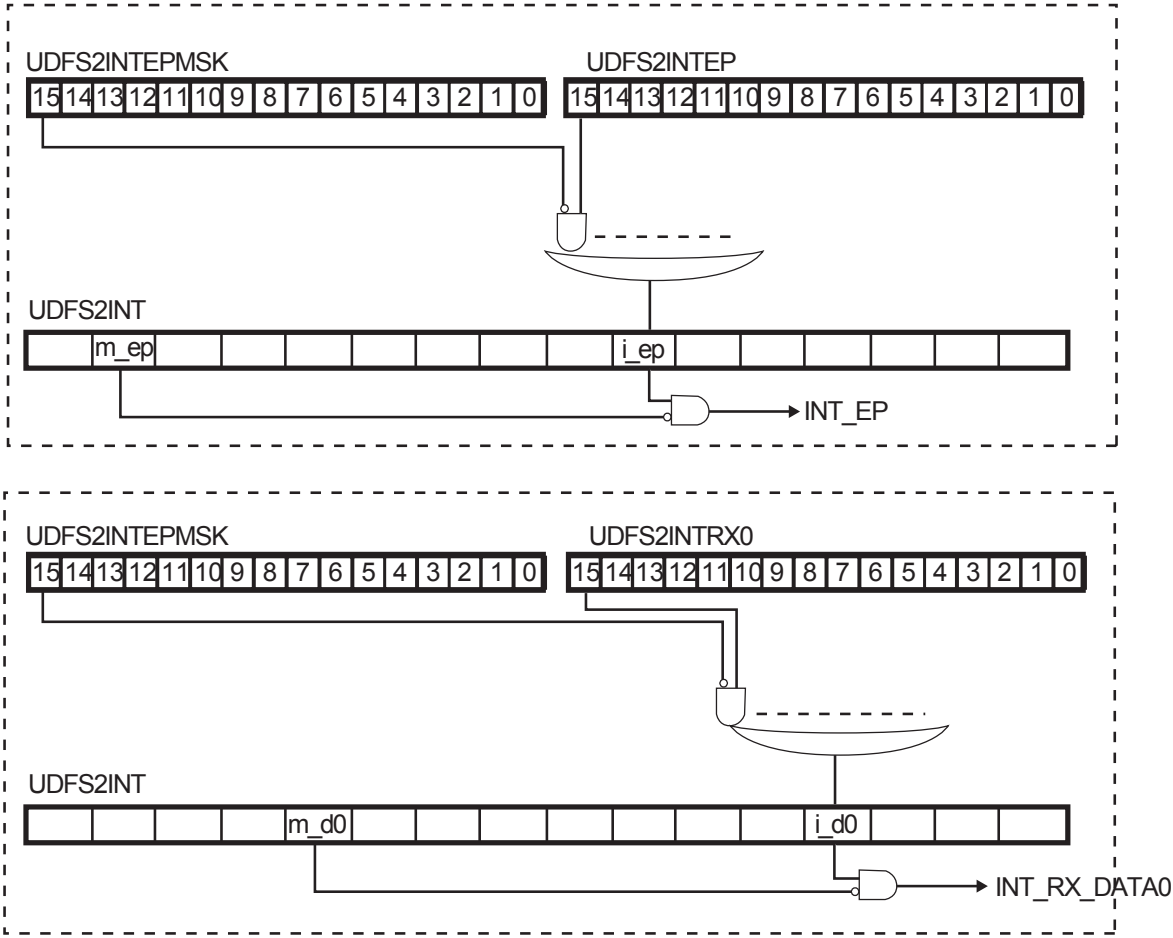 UDFS2INTEPMSK UDFS2INTEP
15 14 13 12 11 10 9 8 7 6 5 4 3 2 1 0 15 14 13 12 11 10 9 8 7 6 5 4 3 2 1 0
UDFS2INT
m_ep i_ep
INT_EP
UDFS2INTEPMSK UDFS2INTRX0
15 14 13 12 11 10 9 8 7 6 5 4 3 2 1 0 15 14 13 12 11 10 9 8 7 6 5 4 3 2 1 0
UDFS2INT
m_d0 i_d0
INT_RX_DATA0